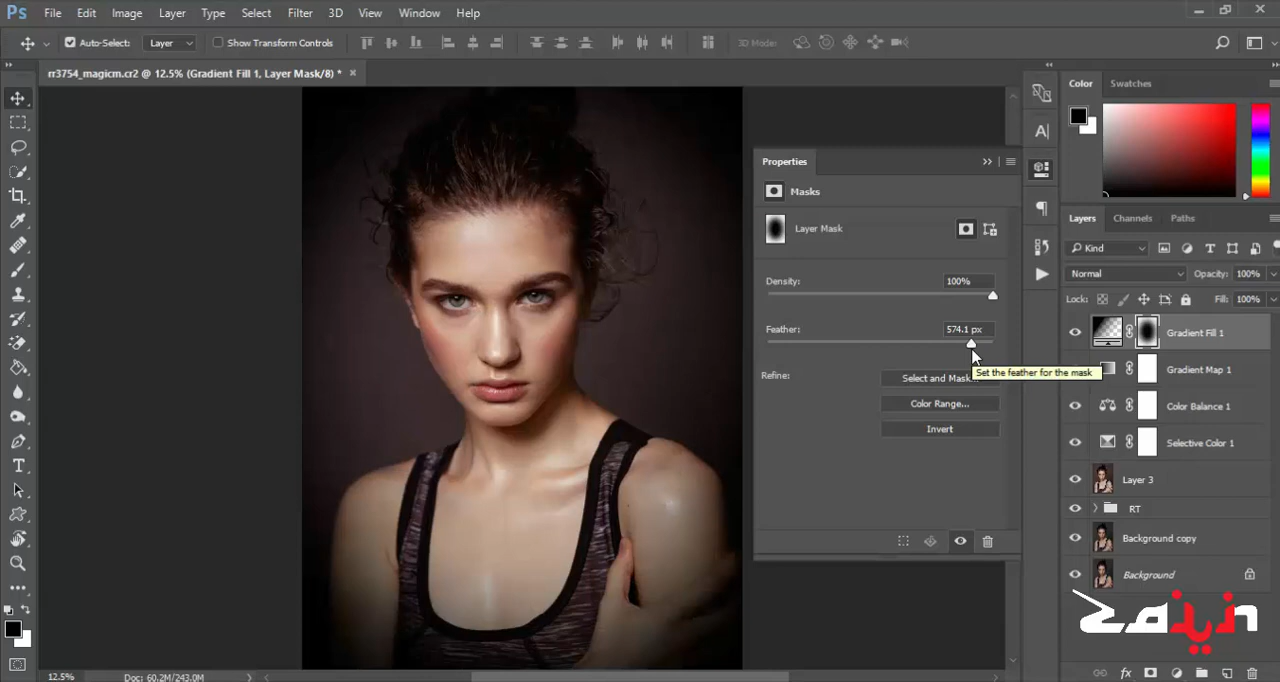 Ps File Edit Image Layer Type Select Filter 3D View Window Help
Auto-Select: Layer Show Transform Controls 3D Mode:
rr3754_magicm.cr2 @ 12.5% (Gradient Fill 1, Layer Mask/8) *
Color Swatches
Properties
Masks
Layer Mask
Density: 100%
Feather: 574.1 px
Set the feather for the mask
Refine: Select and Mask...
Color Range...
Invert
Layers Channels Paths
Kind
Normal Opacity: 100%
Lock: Fill: 100%
Gradient Fill 1
Gradient Map 1
Color Balance 1
Selective Color 1
Layer 3
RT
Background copy
Background
zain
fx
12.5% Doc: 60.2M/243.0M